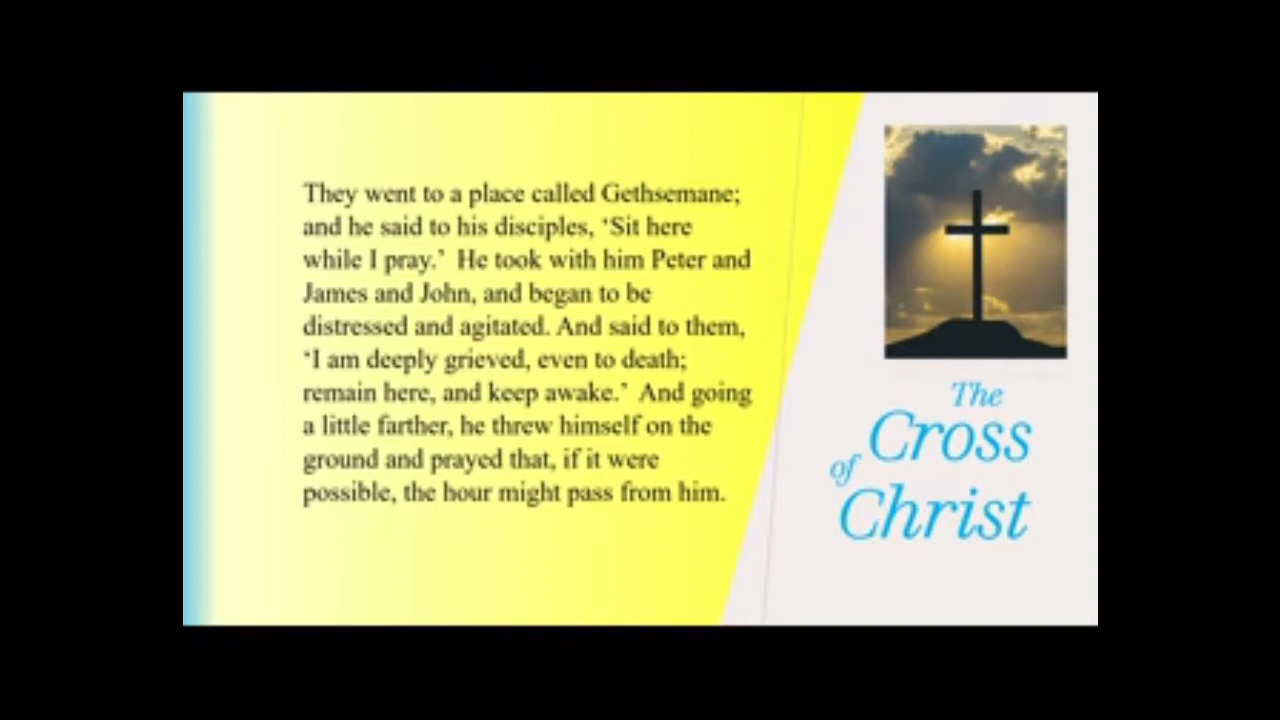 They went to a place called Gethsemane;
and he said to his disciples, ‘Sit here
while I pray.’ He took with him Peter and
James and John, and began to be
distressed and agitated. And said to them,
‘I am deeply grieved, even to death;
remain here, and keep awake.’ And going
a little farther, he threw himself on the
ground and prayed that, if it were
possible, the hour might pass from him.
The
Cross
of
Christ